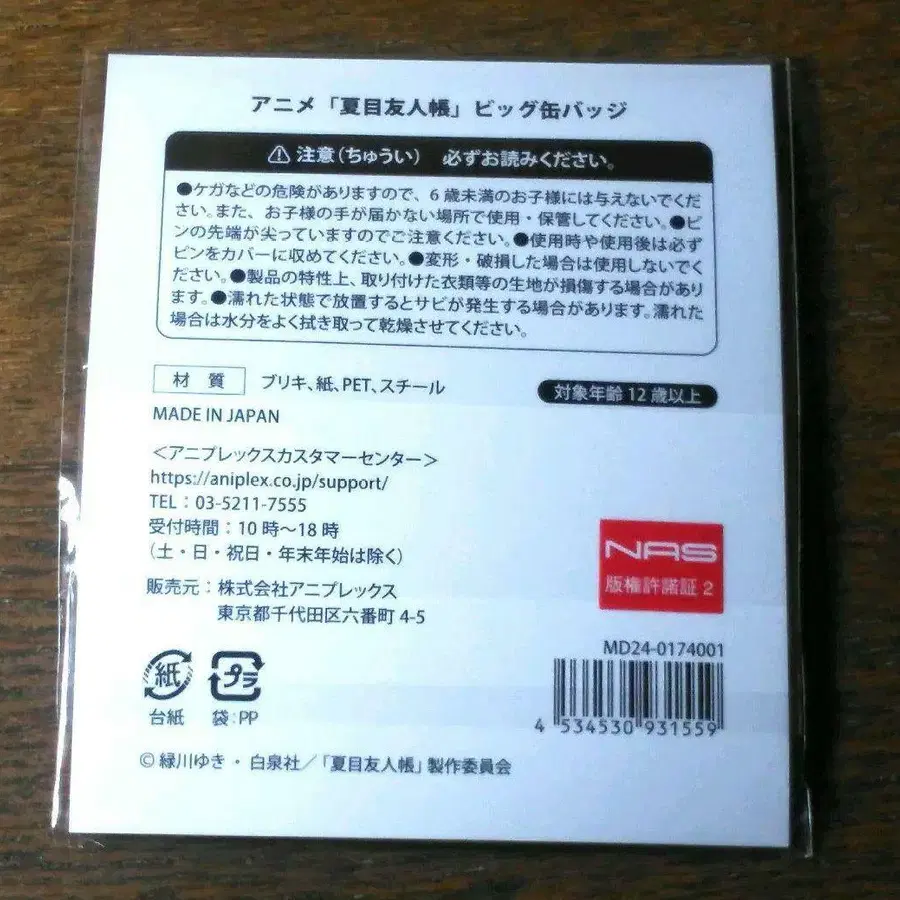 アニメ「夏目友人帳」ビッグ缶バッジ
⚠ 注意（ちゅうい） 必ずお読みください。
●ケガなどの危険がありますので、6歳未満のお子様には与えないでくだ
さい。また、お子様の手が届かない場所で使用・保管してください。●ピ
ンの先端が尖っていますのでご注意ください。●使用時や使用後は必ず
ピンをカバーに収めてください。●変形・破損した場合は使用しないでく
ださい。●製品の特性上、取り付けた衣類等の生地が損傷する場合があり
ます。●濡れた状態で放置するとサビが発生する場合があります。濡れた
場合は水分をよく拭き取って乾燥させてください。
材質 ブリキ、紙、PET、スチール
対象年齢12歳以上
MADE IN JAPAN
＜アニプレックスカスタマーセンター＞
https://aniplex.co.jp/support/
TEL：03-5211-7555
受付時間：10時～18時
（土・日・祝日・年末年始は除く）
販売元：株式会社アニプレックス
東京都千代田区六番町 4-5
NAS
版権許諾証 2
MD24-0174001
4 534530 931559
紙
台紙
プラ
袋：PP
© 緑川ゆき・白泉社／「夏目友人帳」製作委員会